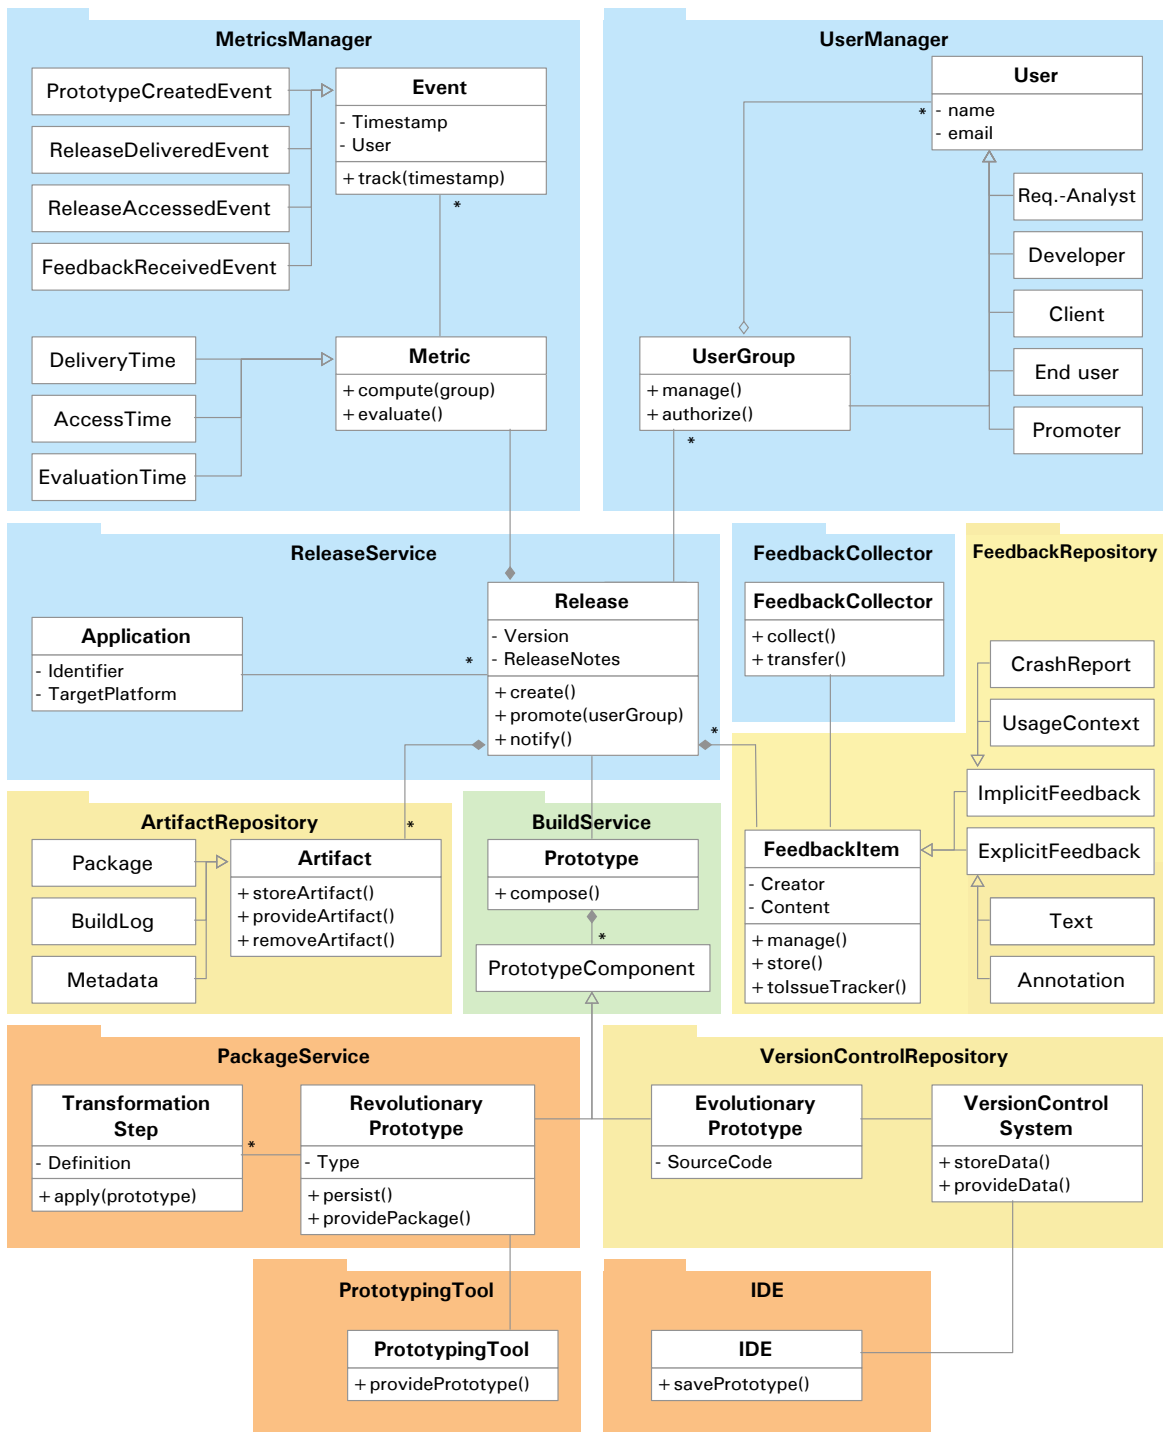 MetricsManager
PrototypeCreatedEvent
ReleaseDeliveredEvent
ReleaseAccessedEvent
FeedbackReceivedEvent
Event
- Timestamp
- User
+ track(timestamp)
*
DeliveryTime
AccessTime
EvaluationTime
Metric
+ compute(group)
+ evaluate()
UserManager
User
- name
- email
*
Req.-Analyst
Developer
Client
End user
Promoter
UserGroup
+ manage()
+ authorize()
*
ReleaseService
Application
- Identifier
- TargetPlatform
*
Release
- Version
- ReleaseNotes
+ create()
+ promote(userGroup)
+ notify()
*
FeedbackCollector
FeedbackCollector
+ collect()
+ transfer()
FeedbackRepository
CrashReport
UsageContext
ImplicitFeedback
ExplicitFeedback
Text
Annotation
FeedbackItem
- Creator
- Content
+ manage()
+ store()
+ toIssueTracker()
ArtifactRepository
*
Package
BuildLog
Metadata
Artifact
+ storeArtifact()
+ provideArtifact()
+ removeArtifact()
BuildService
Prototype
+ compose()
*
PrototypeComponent
PackageService
Transformation
Step
- Definition
+ apply(prototype)
*
Revolutionary
Prototype
- Type
+ persist()
+ providePackage()
VersionControlRepository
Evolutionary
Prototype
- SourceCode
VersionControl
System
+ storeData()
+ provideData()
PrototypingTool
PrototypingTool
+ providePrototype()
IDE
IDE
+ savePrototype()